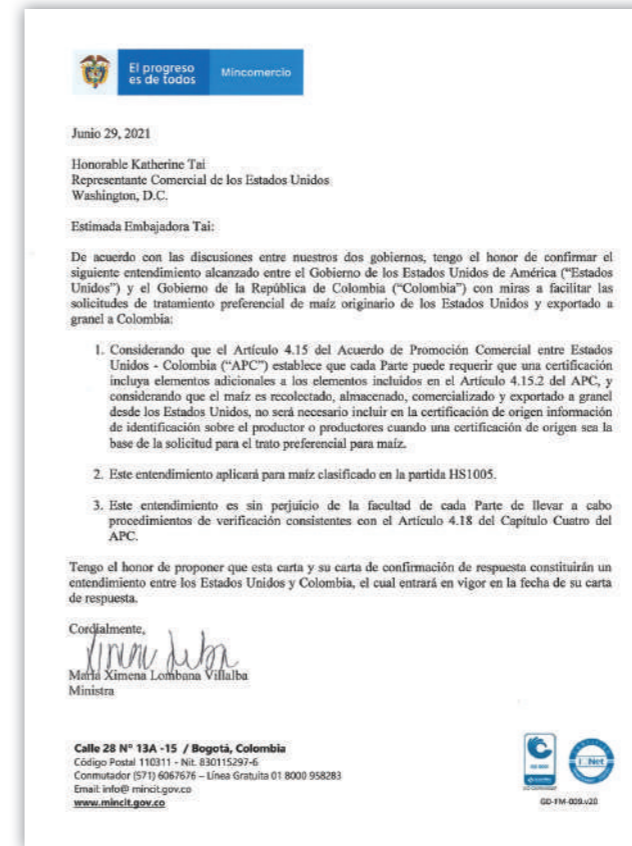 El progreso
es de todos
Mincomercio
Junio 29, 2021
Honorable Katherine Tai
Representante Comercial de los Estados Unidos
Washington, D.C.
Estimada Embajadora Tai:
De acuerdo con las discusiones entre nuestros dos gobiernos, tengo el honor de confirmar el
siguiente entendimiento alcanzado entre el Gobierno de los Estados Unidos de América (“Estados
Unidos”) y el Gobierno de la República de Colombia (“Colombia”) con miras a facilitar las
solicitudes de tratamiento preferencial de maíz originario de los Estados Unidos y exportado a
granel a Colombia:
1. Considerando que el Artículo 4.15 del Acuerdo de Promoción Comercial entre Estados
Unidos - Colombia (“APC”) establece que cada Parte puede requerir que una certificación
incluya elementos adicionales a los elementos incluidos en el Artículo 4.15.2 del APC, y
considerando que el maíz es recolectado, almacenado, comercializado y exportado a granel
desde los Estados Unidos, no será necesario incluir en la certificación de origen información
de identificación sobre el productor o productores cuando una certificación de origen sea la
base de la solicitud para el trato preferencial para maíz.
2. Este entendimiento aplicará para maíz clasificado en la partida HS1005.
3. Este entendimiento es sin perjuicio de la facultad de cada Parte de llevar a cabo
procedimientos de verificación consistentes con el Artículo 4.18 del Capítulo Cuatro del
APC.
Tengo el honor de proponer que esta carta y su carta de confirmación de respuesta constituirán un
entendimiento entre los Estados Unidos y Colombia, el cual entrará en vigor en la fecha de su carta
de respuesta.
Cordialmente,
María Ximena Lombana Villalba
Ministra
Calle 28 N° 13A -15 / Bogotá, Colombia
Código Postal 110311 - Nit. 830115297-6
Conmutador (571) 6067676 – Línea Gratuita 01 8000 958283
Email: info@ mincit.gov.co
www.mincit.gov.co
GD-FM-009.v20